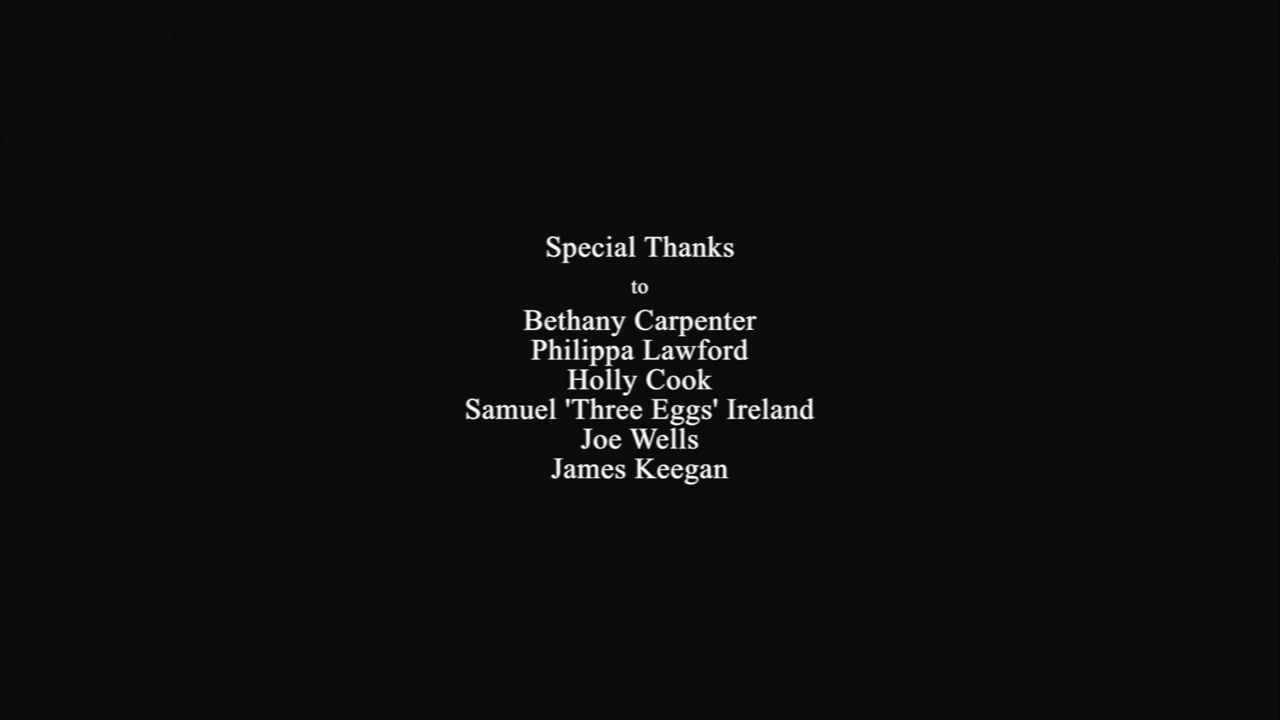 Special Thanks
to
Bethany Carpenter
Philippa Lawford
Holly Cook
Samuel 'Three Eggs' Ireland
Joe Wells
James Keegan